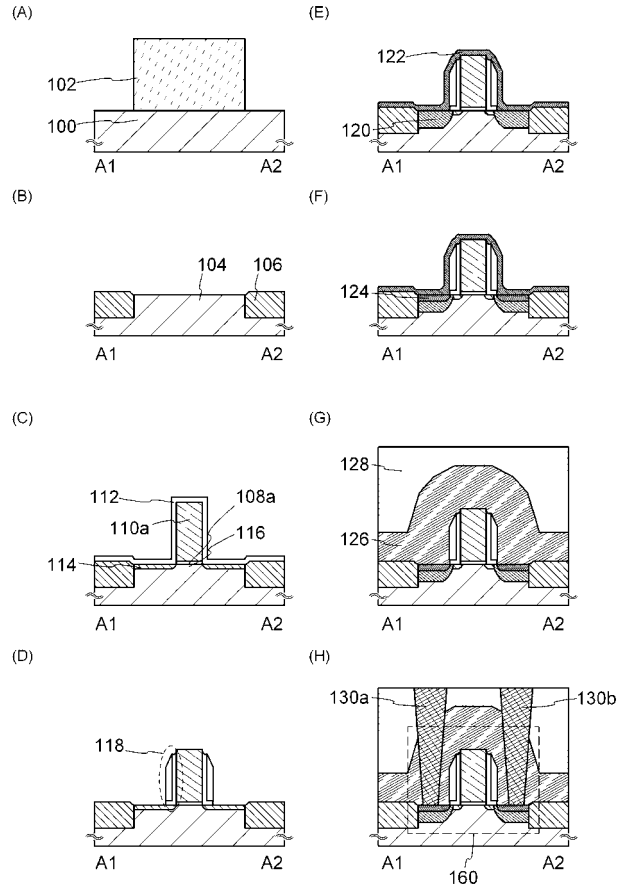 (A)
102
100
A1 A2
(B)
104 106
A1 A2
(C)
112
108a
110a
116
114
A1 A2
(D)
118
A1 A2
(E)
122
120
A1 A2
(F)
124
A1 A2
(G)
128
126
A1 A2
(H)
130a 130b
A1 A2
160